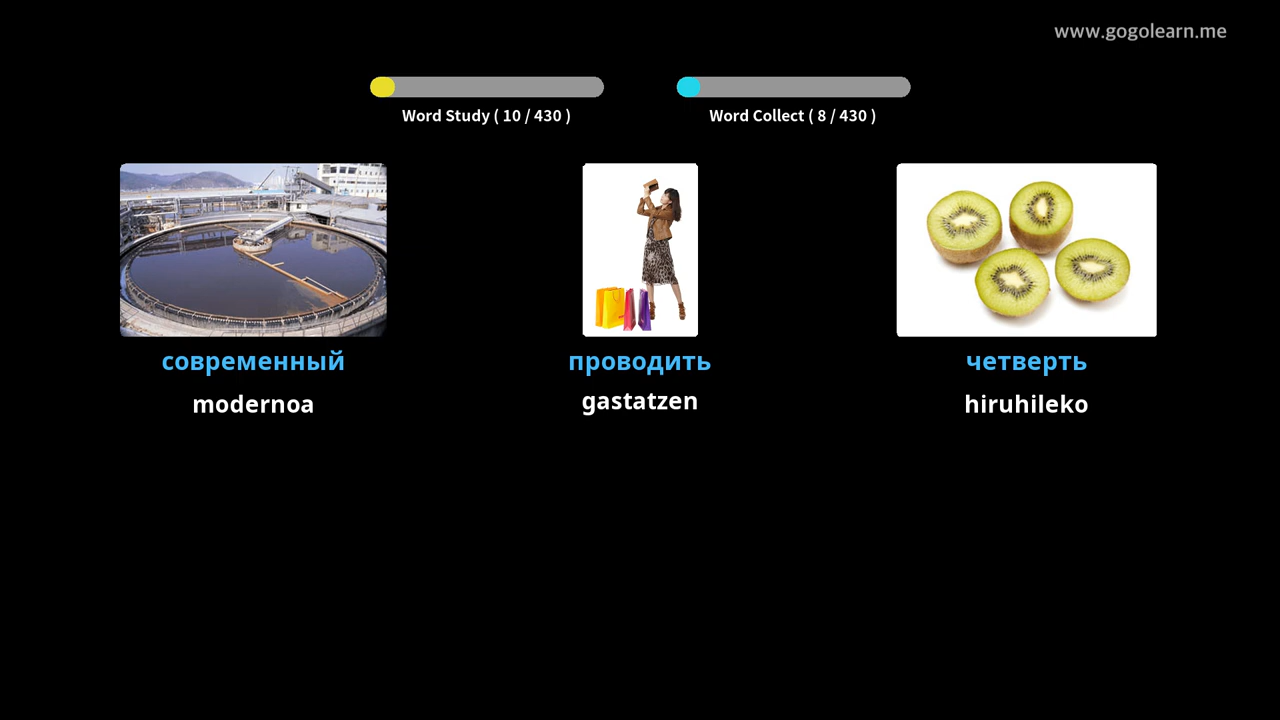 www.gogolearn.me
Word Study ( 10 / 430 )
Word Collect ( 8 / 430 )
современный
проводить
четверть
modernoa
gastatzen
hiruhileko